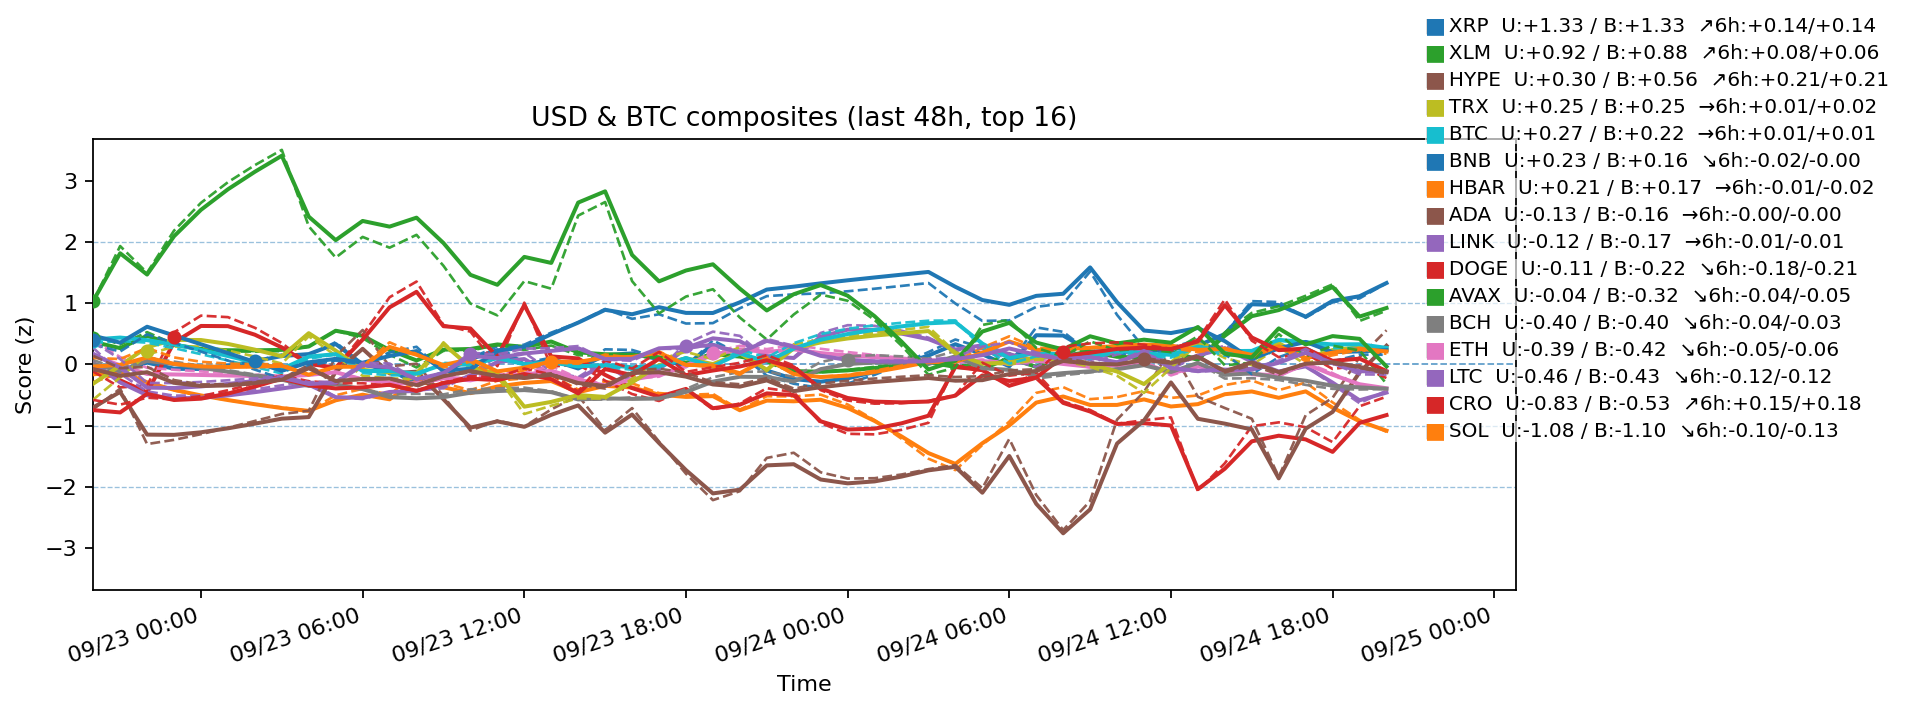 XRP  U:+1.33 / B:+1.33  ↗6h:+0.14/+0.14
XLM  U:+0.92 / B:+0.88  ↗6h:+0.08/+0.06
HYPE  U:+0.30 / B:+0.56  ↗6h:+0.21/+0.21
TRX  U:+0.25 / B:+0.25  →6h:+0.01/+0.02
BTC  U:+0.27 / B:+0.22  →6h:+0.01/+0.01
BNB  U:+0.23 / B:+0.16  ↘6h:-0.02/-0.00
HBAR  U:+0.21 / B:+0.17  →6h:-0.01/-0.02
ADA  U:-0.13 / B:-0.16  →6h:-0.00/-0.00
LINK  U:-0.12 / B:-0.17  →6h:-0.01/-0.01
DOGE  U:-0.11 / B:-0.22  ↘6h:-0.18/-0.21
AVAX  U:-0.04 / B:-0.32  ↘6h:-0.04/-0.05
BCH  U:-0.40 / B:-0.40  ↘6h:-0.04/-0.03
ETH  U:-0.39 / B:-0.42  ↘6h:-0.05/-0.06
LTC  U:-0.46 / B:-0.43  ↘6h:-0.12/-0.12
CRO  U:-0.83 / B:-0.53  ↗6h:+0.15/+0.18
SOL  U:-1.08 / B:-1.10  ↘6h:-0.10/-0.13
USD & BTC composites (last 48h, top 16)
Score (z)
3
2
1
0
−1
−2
−3
09/23 00:00
09/23 06:00
09/23 12:00
09/23 18:00
09/24 00:00
09/24 06:00
09/24 12:00
09/24 18:00
09/25 00:00
Time